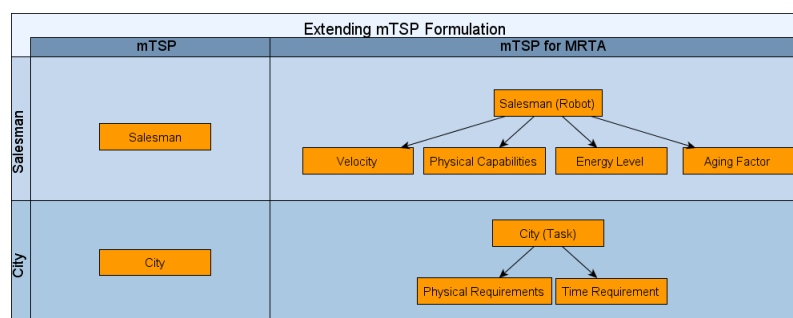 Extending mTSP Formulation
mTSP
mTSP for MRTA
Salesman
Salesman
Salesman (Robot)
Velocity
Physical Capabilities
Energy Level
Aging Factor
City
City
City (Task)
Physical Requirements
Time Requirement